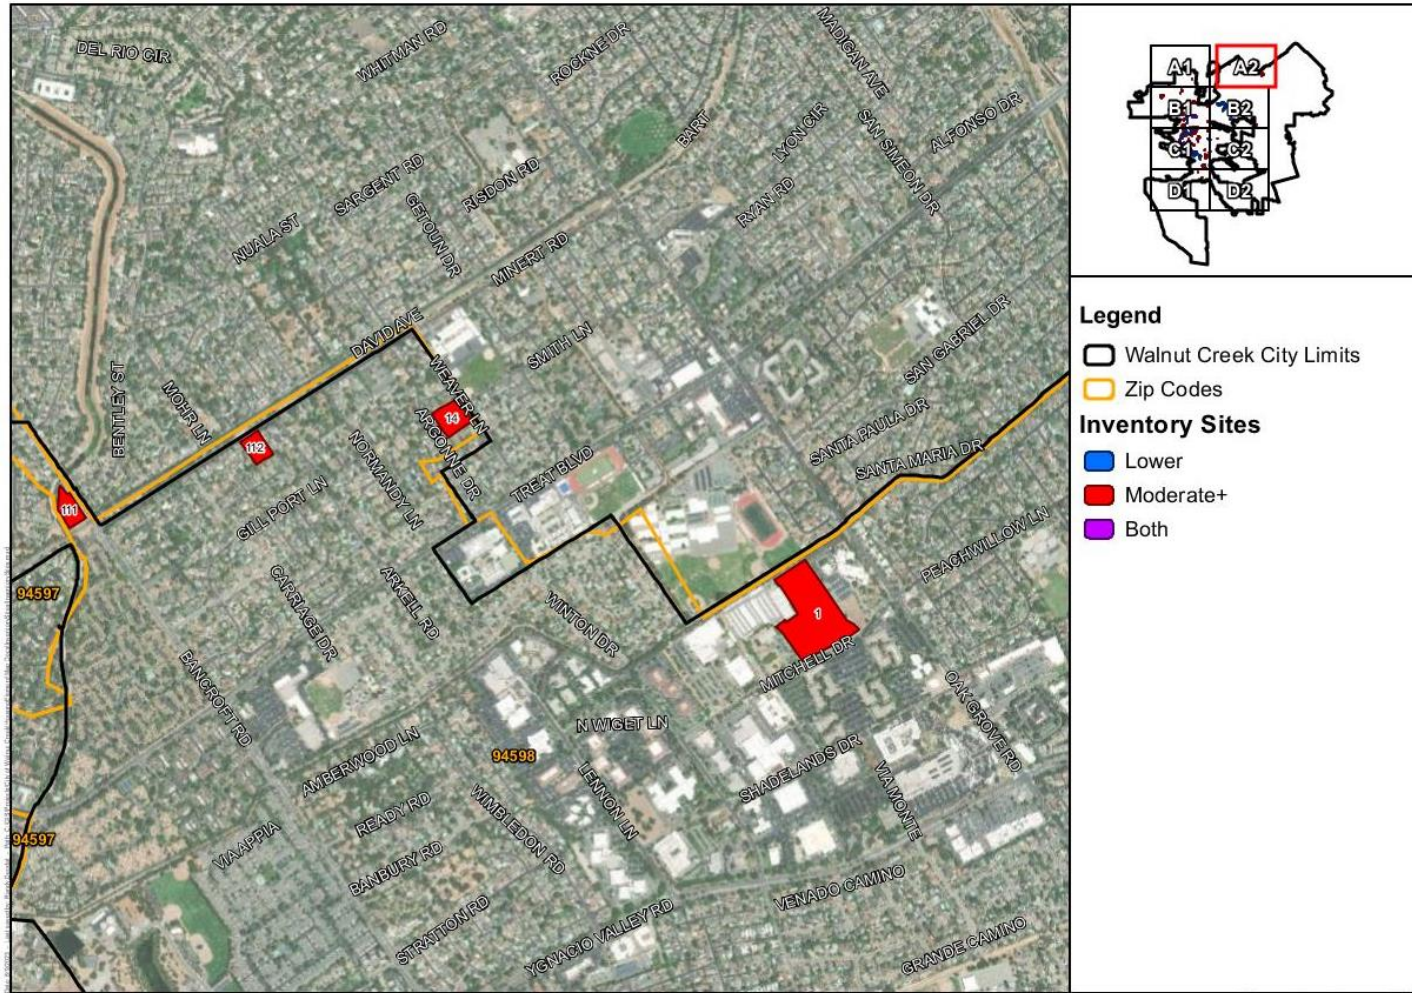 DEL RIO CIR
WHITMAN RD
ROCKNE DR
MADIGAN AVE
BART
LYON CIR
SAN SIMEON DR
ALFONSO DR
SARGENT RD
RISDON RD
GETOUN DR
RYAN RD
NUALA ST
MINERT RD
DAVID AVE
SMITH LN
SAN GABRIEL DR
BENTLEY ST
MOHR LN
WEAVER LN
14
ARGONNE DR
SANTA PAULA DR
112
NORMANDY LN
TREAT BLVD
SANTA MARIA DR
111
GILL PORT LN
PEACHWILLOW LN
94597
CARRIAGE DR
ARKELL RD
WINTON DR
1
MITCHELL DR
BANCROFT RD
OAK GROVE RD
N WIGET LN
AMBERWOOD LN
94598
SHADELANDS DR
LENNON LN
VIA MONTE
READY RD
WIMBLEDON RD
94597
VIA APPIA
BANBURY RD
VENADO CAMINO
STRATTON RD
YGNACIO VALLEY RD
GRANDE CAMINO
A1
A2
B1
B2
C1
C2
D1
D2
Legend
Walnut Creek City Limits
Zip Codes
Inventory Sites
Lower
Moderate+
Both